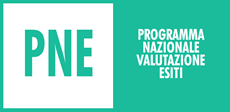 PNE
PROGRAMMA
NAZIONALE
VALUTAZIONE
ESITI